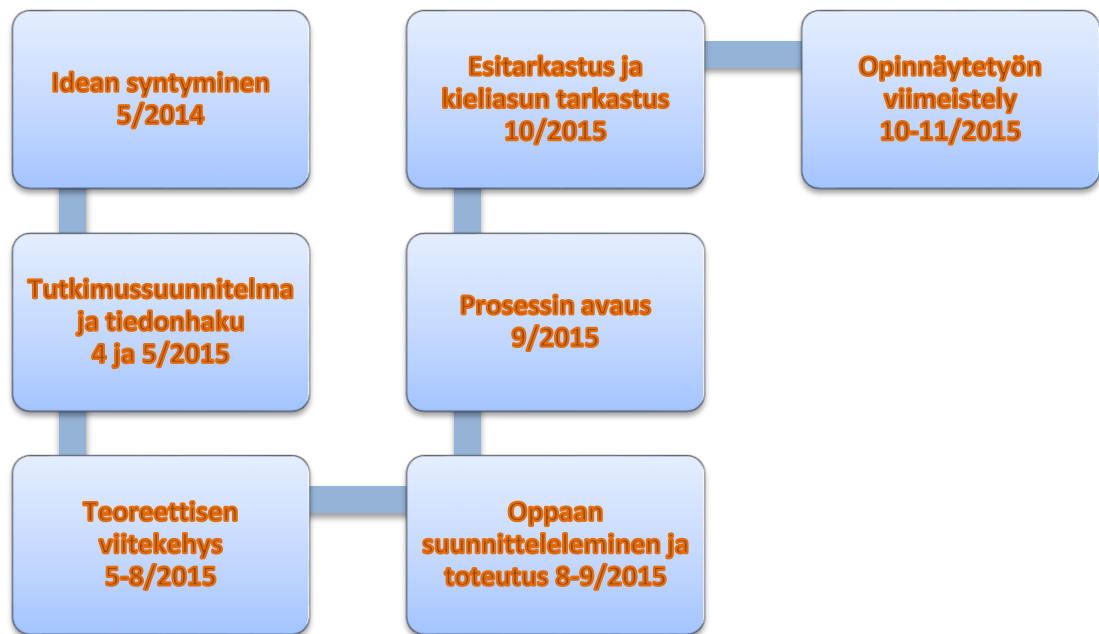 Idean syntyminen
5/2014
Tutkimussuunnitelma
ja tiedonhaku
4 ja 5/2015
Teoreettisen
viitekehys
5-8/2015
Oppaan
suunnitteleleminen ja
toteutus 8-9/2015
Prosessin avaus
9/2015
Esitarkastus ja
kieliasun tarkastus
10/2015
Opinnäytetyön
viimeistely
10-11/2015